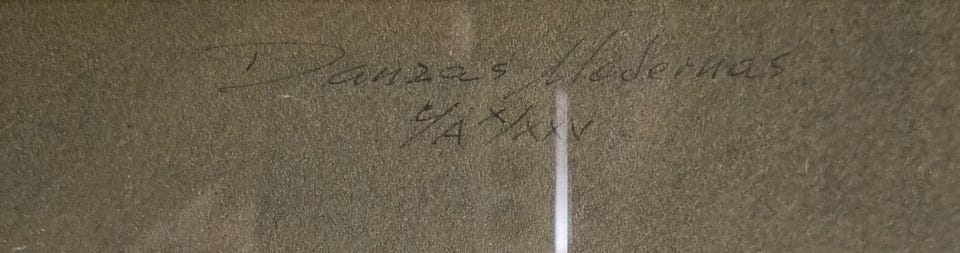 Danzas Modernas
C/A X/XXV